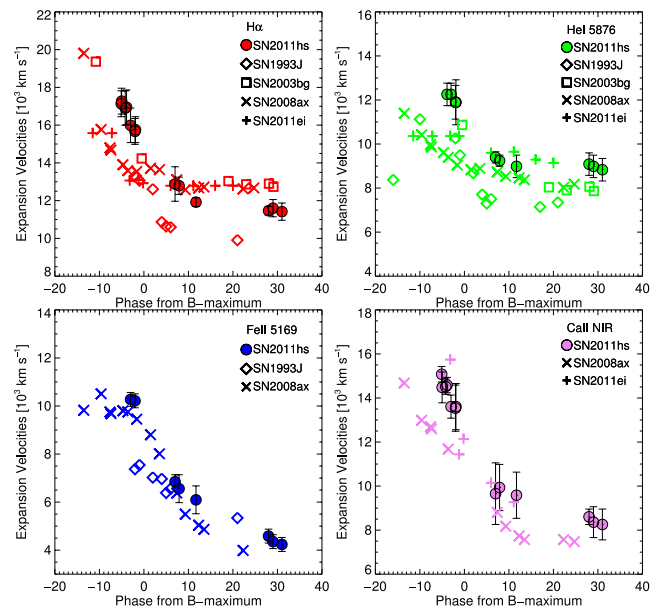 Hα
SN2011hs
SN1993J
SN2003bg
SN2008ax
SN2011ei
22
20
18
16
14
12
10
8
Expansion Velocities [10³ km s⁻¹]
-20 -10 0 10 20 30 40
Phase from B-maximum
HeI 5876
SN2011hs
SN1993J
SN2003bg
SN2008ax
SN2011ei
16
14
12
10
8
6
4
Expansion Velocities [10³ km s⁻¹]
-20 -10 0 10 20 30 40
Phase from B-maximum
FeII 5169
SN2011hs
SN1993J
SN2008ax
14
12
10
8
6
4
Expansion Velocities [10³ km s⁻¹]
-20 -10 0 10 20 30 40
Phase from B-maximum
CaII NIR
SN2011hs
SN2008ax
SN2011ei
18
16
14
12
10
8
6
Expansion Velocities [10³ km s⁻¹]
-20 -10 0 10 20 30 40
Phase from B-maximum